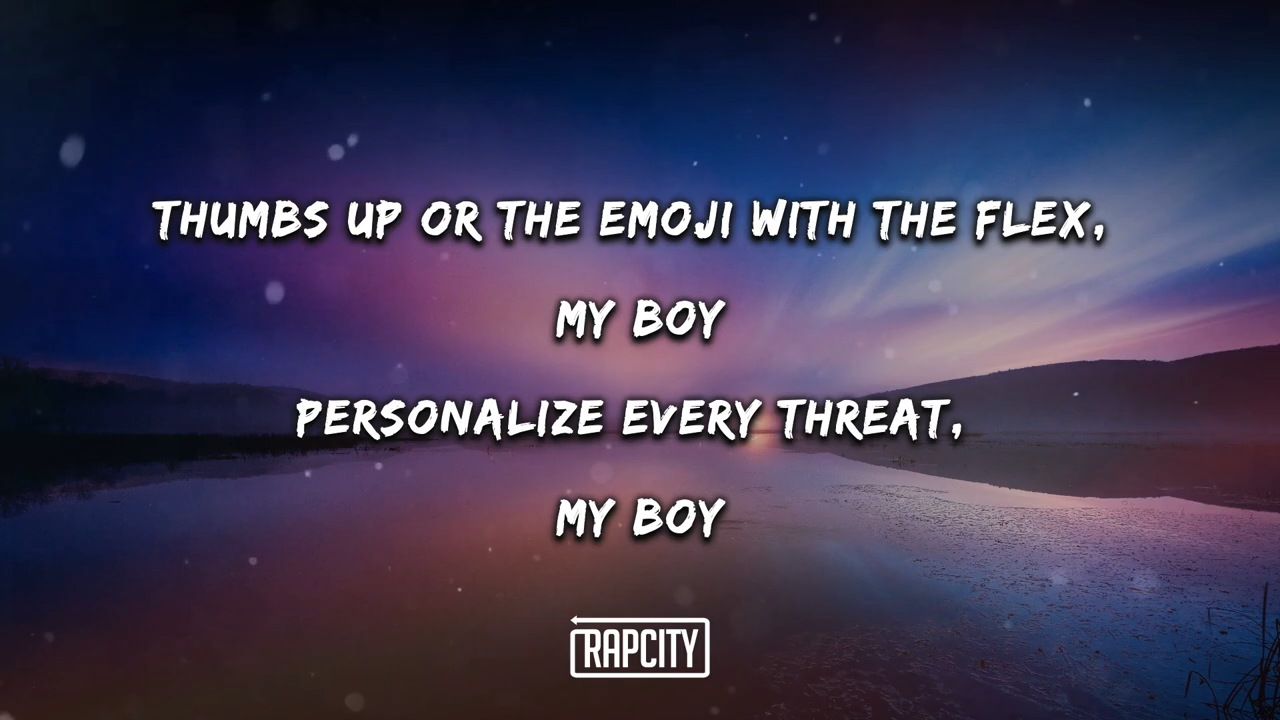 THUMBS UP OR THE EMOJI WITH THE FLEX,
MY BOY
PERSONALIZE EVERY THREAT,
MY BOY
RAPCITY